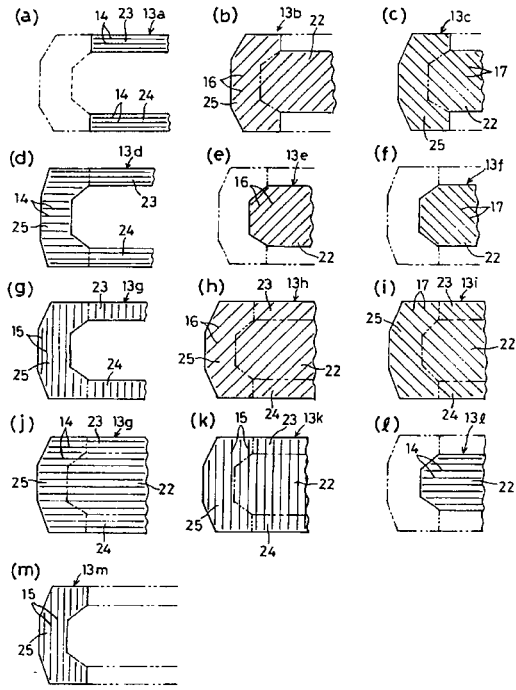 (a) 14 23 13a
14 24
(b) 13b 22
16
25
(c) 13c
17
22
25
(d) 13d
14 23
25 24
(e) 16 13e
22
(f) 17 13f
22
(g) 23 13g
15
25
24
(h) 23 13h
16
25 22
24
(i) 17 23 13i
25
22
24
(j) 14 23 13g
25 22
24
(k) 15 23 13k
22
25
24
(ℓ) 13ℓ
14
22
(m) 13m
15
25